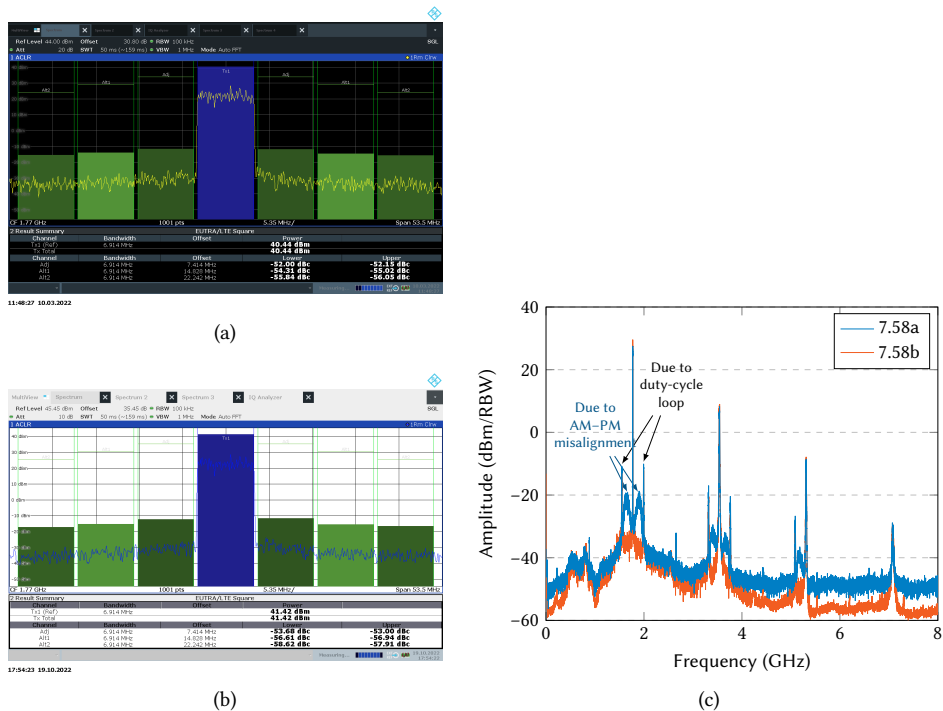 Ref Level 44.00 dBm Offset 30.80 dB RBW 100 kHz SGL
Att 20 dB SWT 50 ms (~159 ms) VBW 1 MHz Mode Auto FFT
1 ACLR 1Rm Clrw
Tx1
Adj Adj
Alt1 Alt1
Alt2 Alt2
CF 1.77 GHz 1001 pts 5.35 MHz/ Span 53.5 MHz
2 Result Summary EUTRA/LTE Square
Channel Bandwidth Offset Power
Tx1 (Ref) 6.914 MHz 40.44 dBm
Tx Total 40.44 dBm
Channel Bandwidth Offset Lower Upper
Adj 6.914 MHz 7.414 MHz -52.00 dBc -52.15 dBc
Alt1 6.914 MHz 14.828 MHz -54.31 dBc -55.02 dBc
Alt2 6.914 MHz 22.242 MHz -55.84 dBc -56.05 dBc
11:48:27 10.03.2022
(a)
MultiView Spectrum Spectrum 2 Spectrum 3 IQ Analyzer
Ref Level 45.45 dBm Offset 35.45 dB RBW 100 kHz SGL
Att 10 dB SWT 50 ms (~159 ms) VBW 1 MHz Mode Auto FFT
1 ACLR 1Rm Clrw
Tx1
CF 1.77 GHz 1001 pts 5.35 MHz/ Span 53.5 MHz
2 Result Summary EUTRA/LTE Square
Channel Bandwidth Offset Power
Tx1 (Ref) 6.914 MHz 41.42 dBm
Tx Total 41.42 dBm
Channel Bandwidth Offset Lower Upper
Adj 6.914 MHz 7.414 MHz -53.68 dBc -53.00 dBc
Alt1 6.914 MHz 14.828 MHz -56.61 dBc -56.94 dBc
Alt2 6.914 MHz 22.242 MHz -58.62 dBc -57.91 dBc
Measuring... 19.10.2022
17:54:23
17:54:23 19.10.2022
(b)
40
20
0
−20
−40
−60
Amplitude (dBm/RBW)
7.58a
7.58b
Due to
duty-cycle
loop
Due to
AM–PM
misalignment
0 2 4 6 8
Frequency (GHz)
(c)